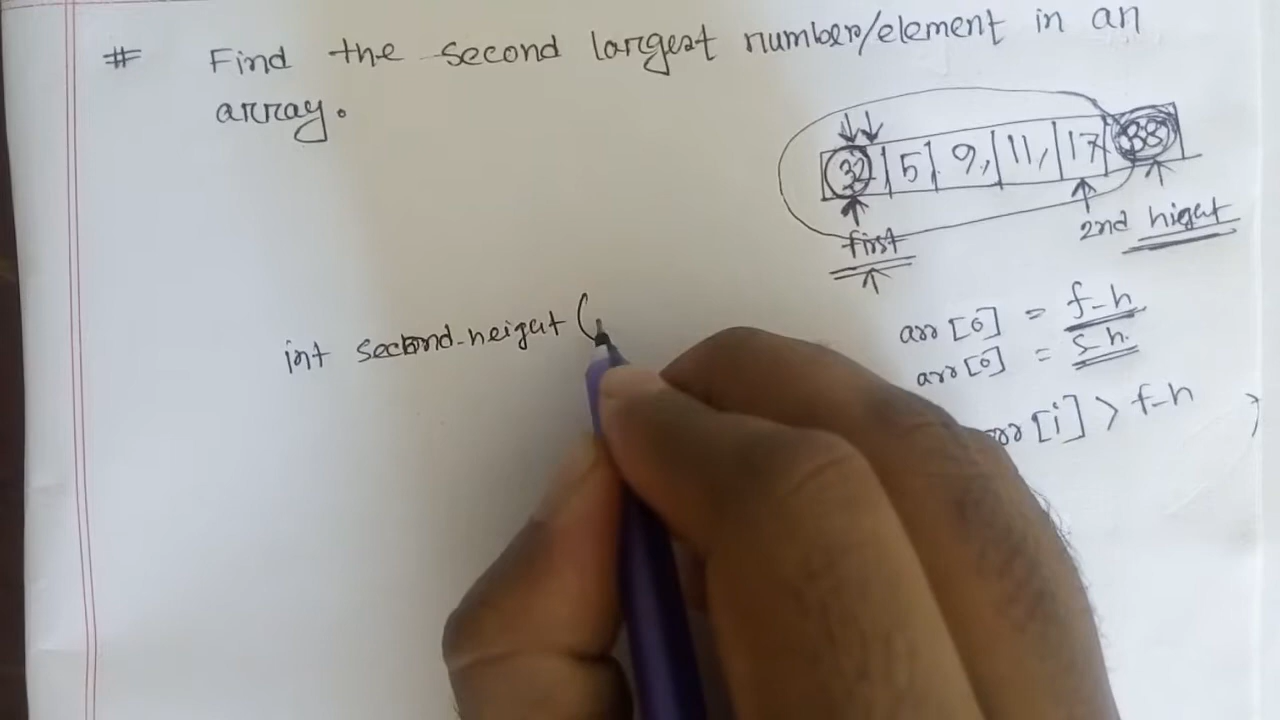 # Find the second largest number/element in an
array.
32 5 9, 11, 17 38
first
2nd higest
int second-heigst (
arr [0] = f-h
arr [0] = s h.
arr [i] > f-h